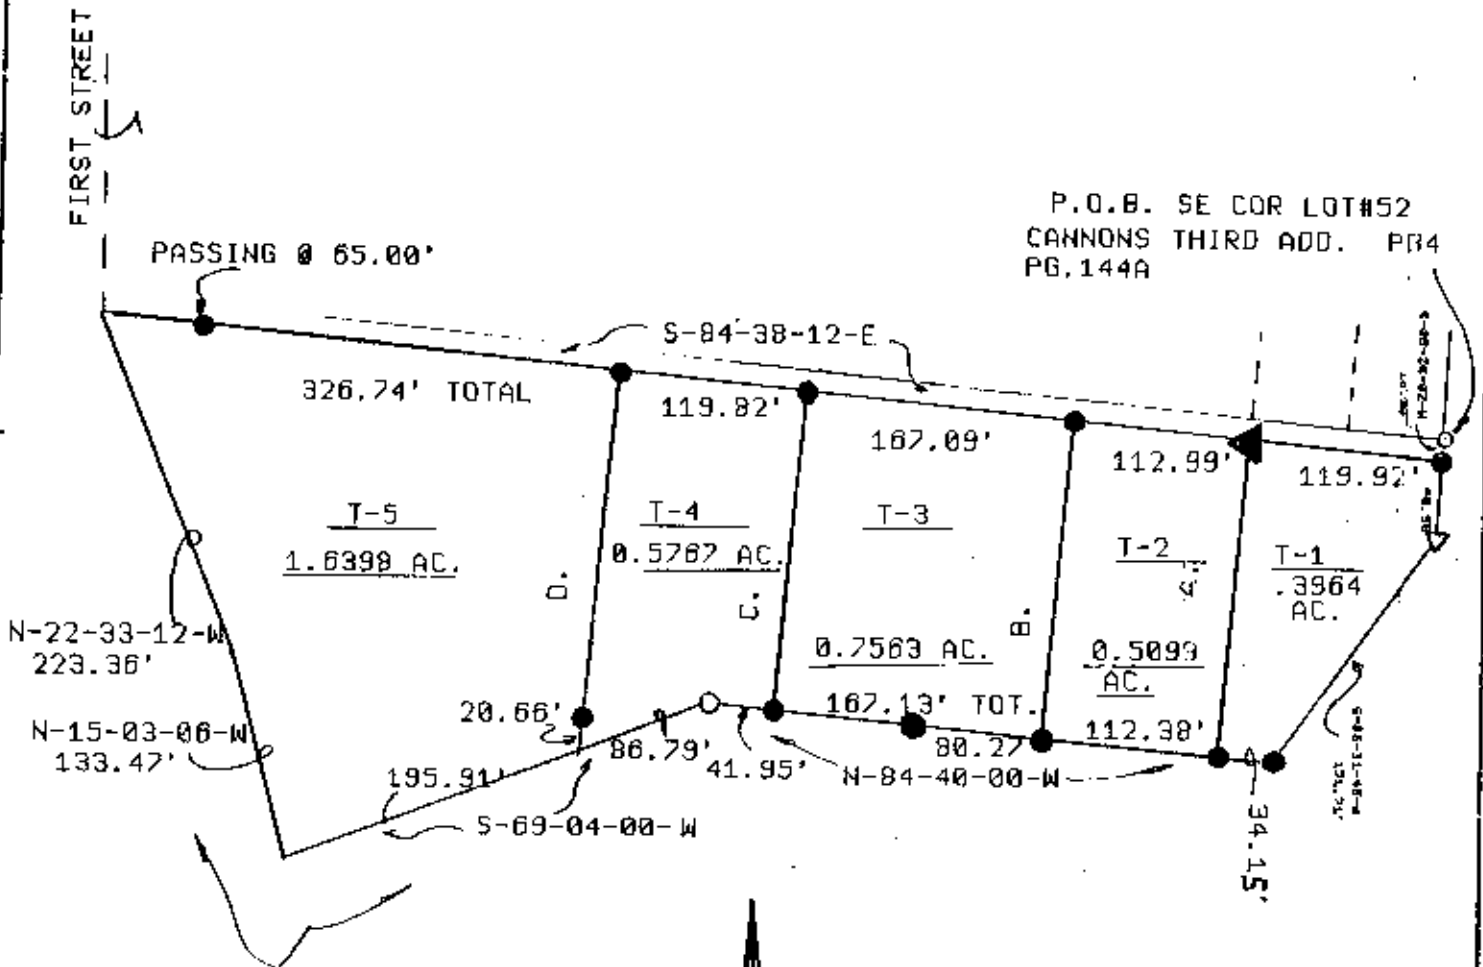 FIRST STREET
P.O.B. SE COR LOT#52
CANNONS THIRD ADD. PB4
PG.144A
PASSING @ 65.00'
S-84-38-12-E
326.74' TOTAL
119.82'
167.09'
112.99'
119.92'
T-5
1.6398 AC.
T-4
0.5767 AC.
T-3
0.7563 AC.
T-2
0.5099
AC.
T-1
.3964
AC.
D.
C.
B.
A.
N-22-33-12-W
223.36'
N-15-03-06-W
133.47'
20.66'
86.79'
41.95'
167.13' TOT.
80.27'
112.38'
N-84-40-00-W
195.91'
S-69-04-00-W
34.15'